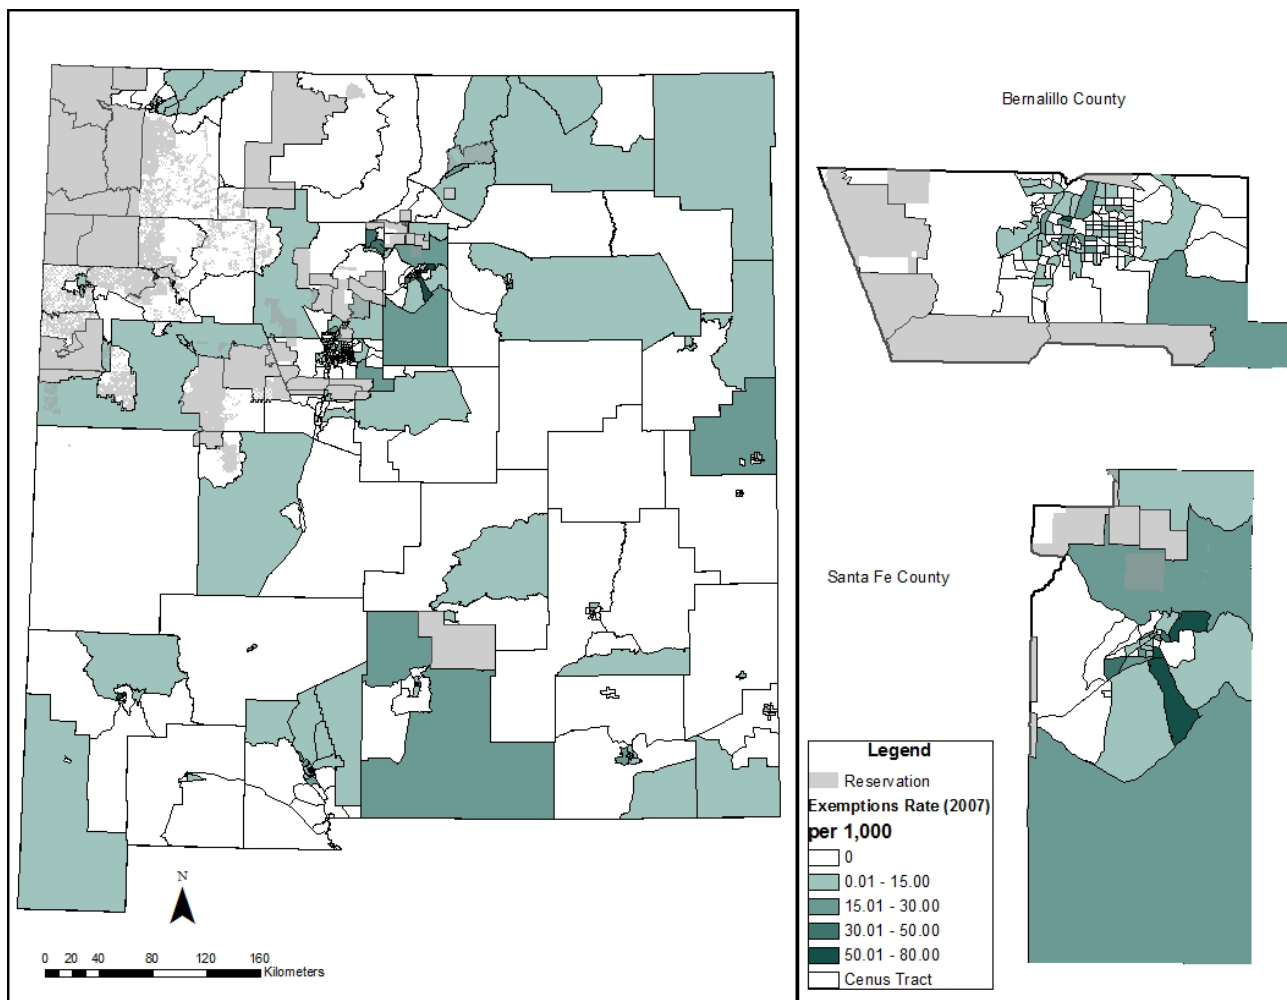 Bernalillo County
Santa Fe County
N
0 20 40 80 120 160
Kilometers
Legend
Reservation
Exemptions Rate (2007)
per 1,000
0
0.01 - 15.00
15.01 - 30.00
30.01 - 50.00
50.01 - 80.00
Cenus Tract